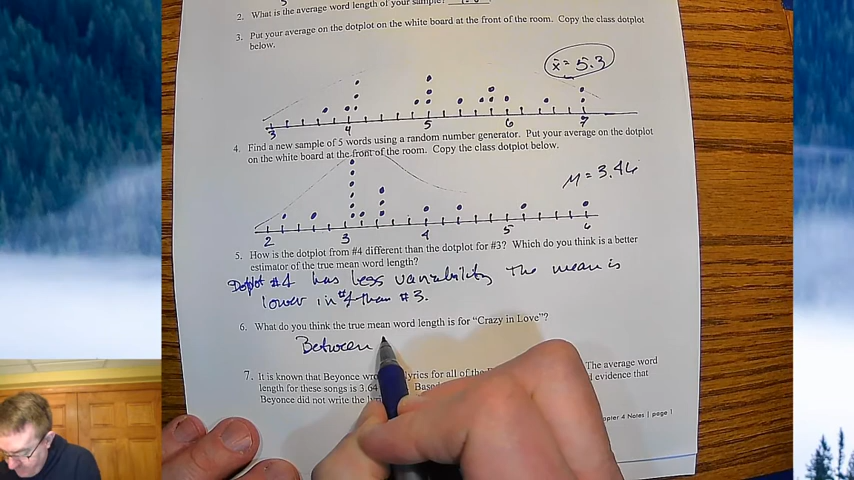 2. What is the average word length of your sample?
3. Put your average on the dotplot on the white board at the front of the room. Copy the class dotplot
below.
x̄ = 5.3
3 4 5 6 7
4. Find a new sample of 5 words using a random number generator. Put your average on the dotplot
on the white board at the front of the room. Copy the class dotplot below.
μ = 3.46
2 3 4 5 6
5. How is the dotplot from #4 different than the dotplot for #3? Which do you think is a better
estimator of the true mean word length?
Dotplot #4 has less variability The mean is
lower in #4 than #3.
6. What do you think the true mean word length is for "Crazy in Love"?
Between
7. It is known that Beyonce wro lyrics for all of the The average word
length for these songs is 3.64 Based d evidence that
Beyonce did not write the
apter 4 Notes | page 1